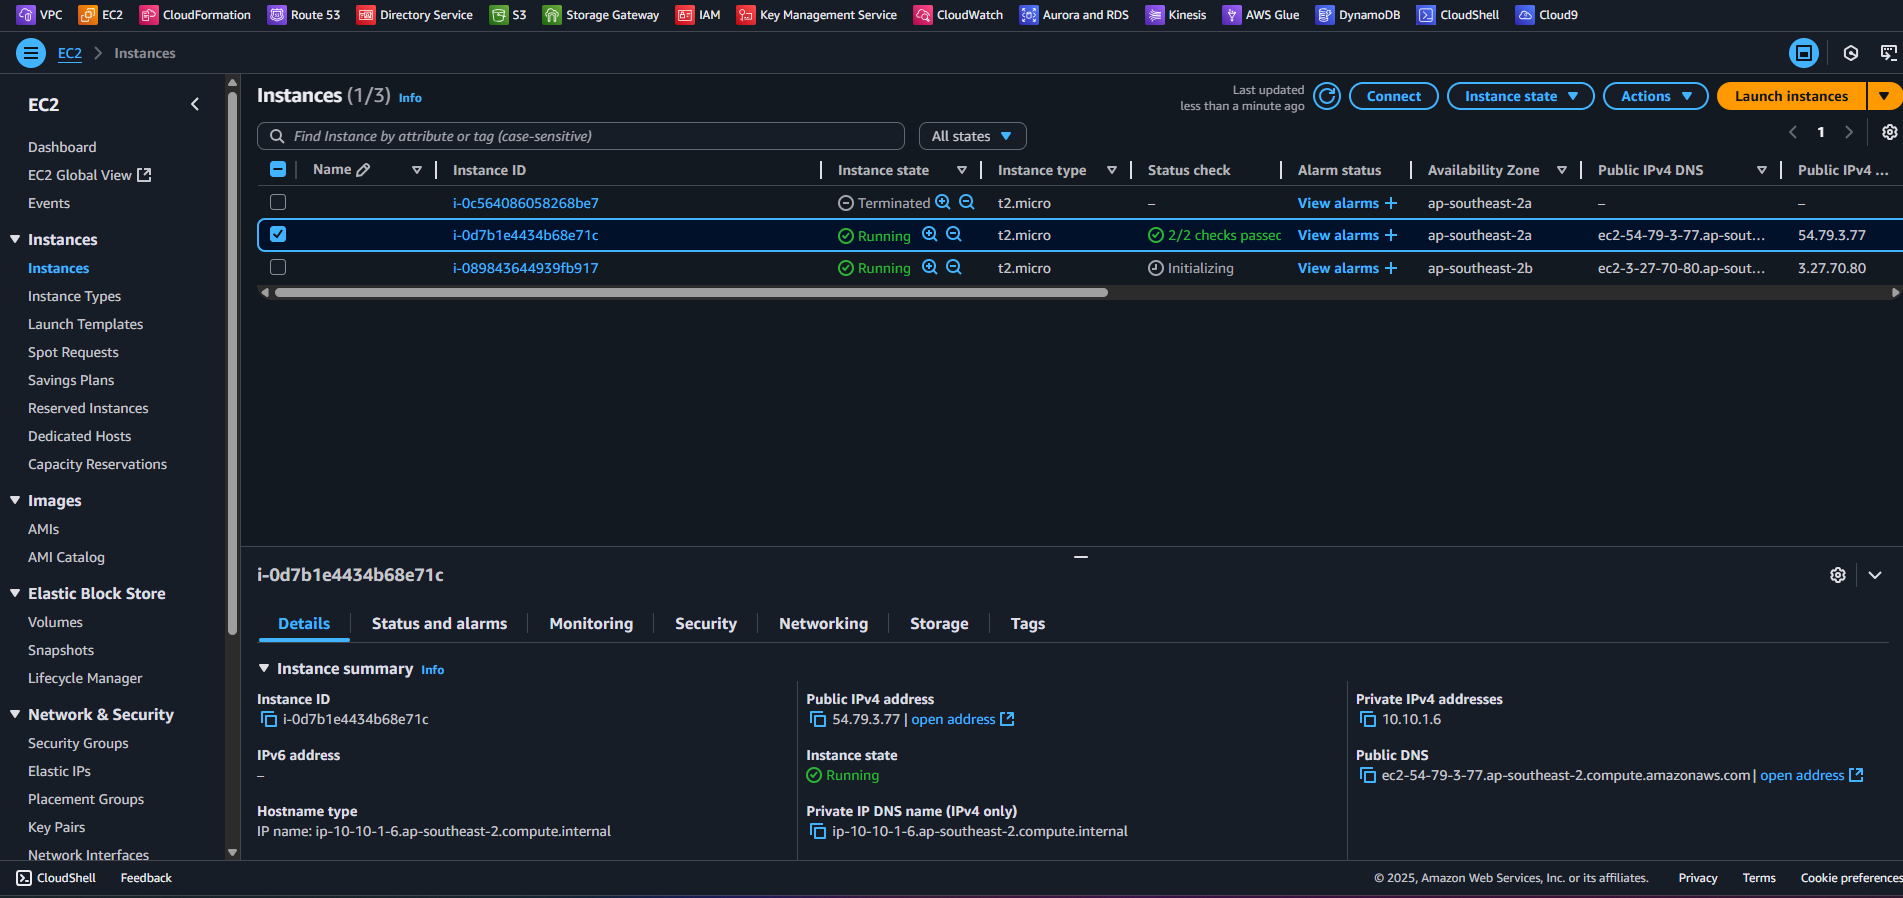 VPC EC2 CloudFormation Route 53 Directory Service S3 Storage Gateway IAM Key Management Service CloudWatch Aurora and RDS Kinesis AWS Glue DynamoDB CloudShell Cloud9
EC2 Instances
EC2
Dashboard
EC2 Global View
Events
Instances
Instances
Instance Types
Launch Templates
Spot Requests
Savings Plans
Reserved Instances
Dedicated Hosts
Capacity Reservations
Images
AMIs
AMI Catalog
Elastic Block Store
Volumes
Snapshots
Lifecycle Manager
Network & Security
Security Groups
Elastic IPs
Placement Groups
Key Pairs
Network Interfaces
Instances (1/3) Info
Last updated
less than a minute ago
Connect Instance state Actions Launch instances
Find Instance by attribute or tag (case-sensitive) All states 1
Name Instance ID Instance state Instance type Status check Alarm status Availability Zone Public IPv4 DNS Public IPv4 ...
i-0c564086058268be7 Terminated t2.micro – View alarms + ap-southeast-2a – –
i-0d7b1e4434b68e71c Running t2.micro 2/2 checks passec View alarms + ap-southeast-2a ec2-54-79-3-77.ap-sout... 54.79.3.77
i-089843644939fb917 Running t2.micro Initializing View alarms + ap-southeast-2b ec2-3-27-70-80.ap-sout... 3.27.70.80
i-0d7b1e4434b68e71c
Details Status and alarms Monitoring Security Networking Storage Tags
Instance summary Info
Instance ID
i-0d7b1e4434b68e71c
IPv6 address
–
Hostname type
IP name: ip-10-10-1-6.ap-southeast-2.compute.internal
Public IPv4 address
54.79.3.77 | open address
Instance state
Running
Private IP DNS name (IPv4 only)
ip-10-10-1-6.ap-southeast-2.compute.internal
Private IPv4 addresses
10.10.1.6
Public DNS
ec2-54-79-3-77.ap-southeast-2.compute.amazonaws.com | open address
CloudShell Feedback © 2025, Amazon Web Services, Inc. or its affiliates. Privacy Terms Cookie preferences